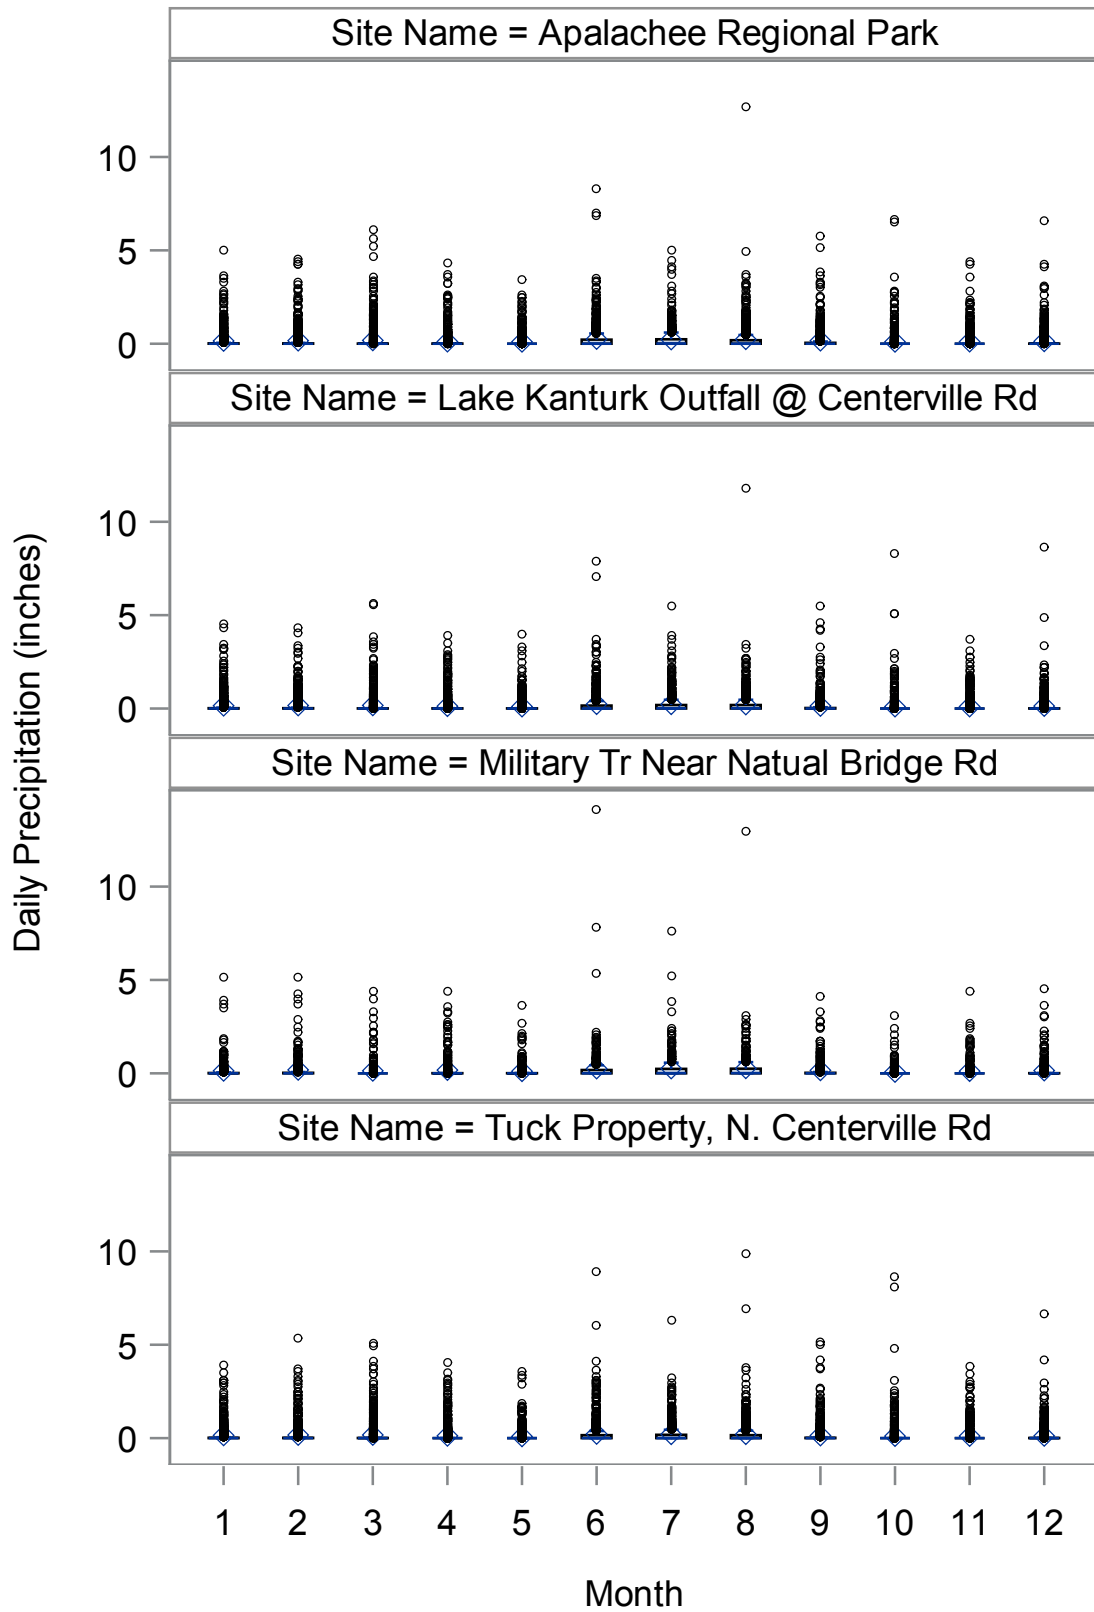 Site Name = Apalachee Regional Park
10
5
0
Site Name = Lake Kanturk Outfall @ Centerville Rd
10
5
0
Site Name = Military Tr Near Natual Bridge Rd
10
5
0
Site Name = Tuck Property, N. Centerville Rd
10
5
0
Daily Precipitation (inches)
1 2 3 4 5 6 7 8 9 10 11 12
Month